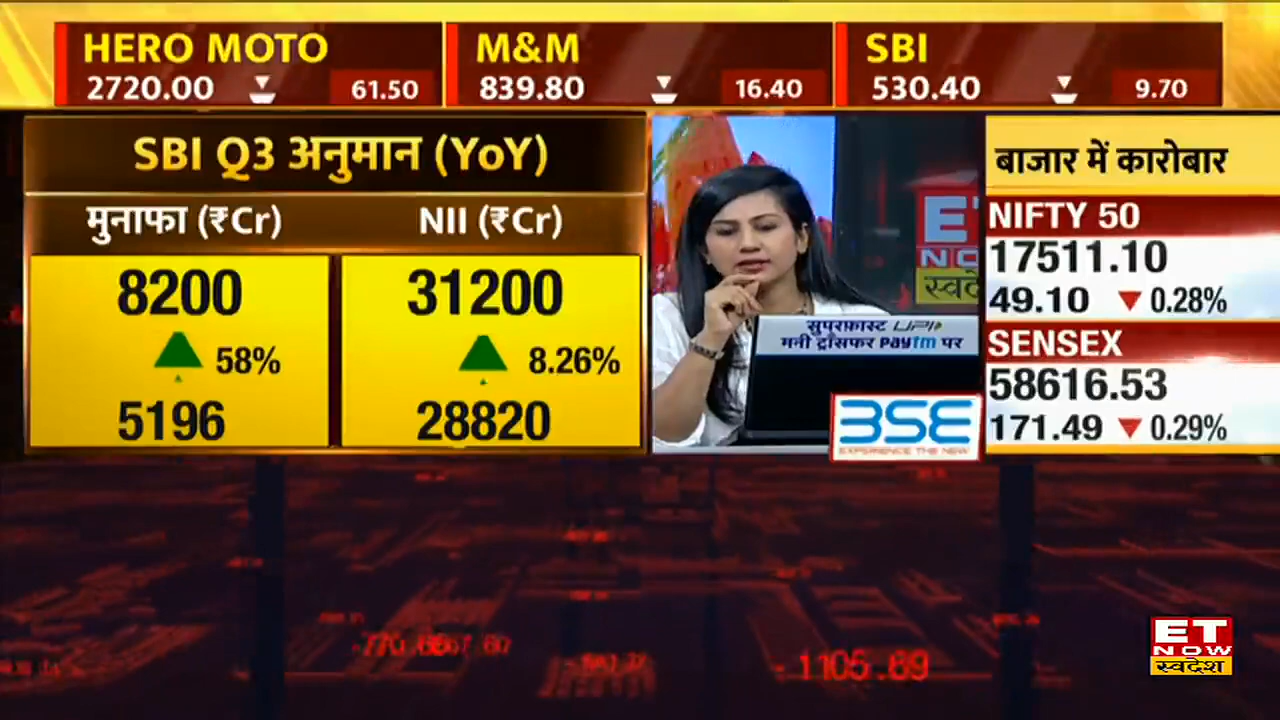 HERO MOTO
2720.00 61.50
M&M
839.80 16.40
SBI
530.40 9.70
SBI Q3 अनुमान (YoY)
मुनाफा (₹Cr)
8200
58%
5196
NII (₹Cr)
31200
8.26%
28820
ET
NOW
सुपरफ़ास्ट UPI
मनी ट्राँसफर Paytm पर
BSE
EXPERIENCE THE NEW
बाजार में कारोबार
NIFTY 50
17511.10
49.10 0.28%
SENSEX
58616.53
171.49 0.29%
- 1105.69
ET
NOW
स्वदेश